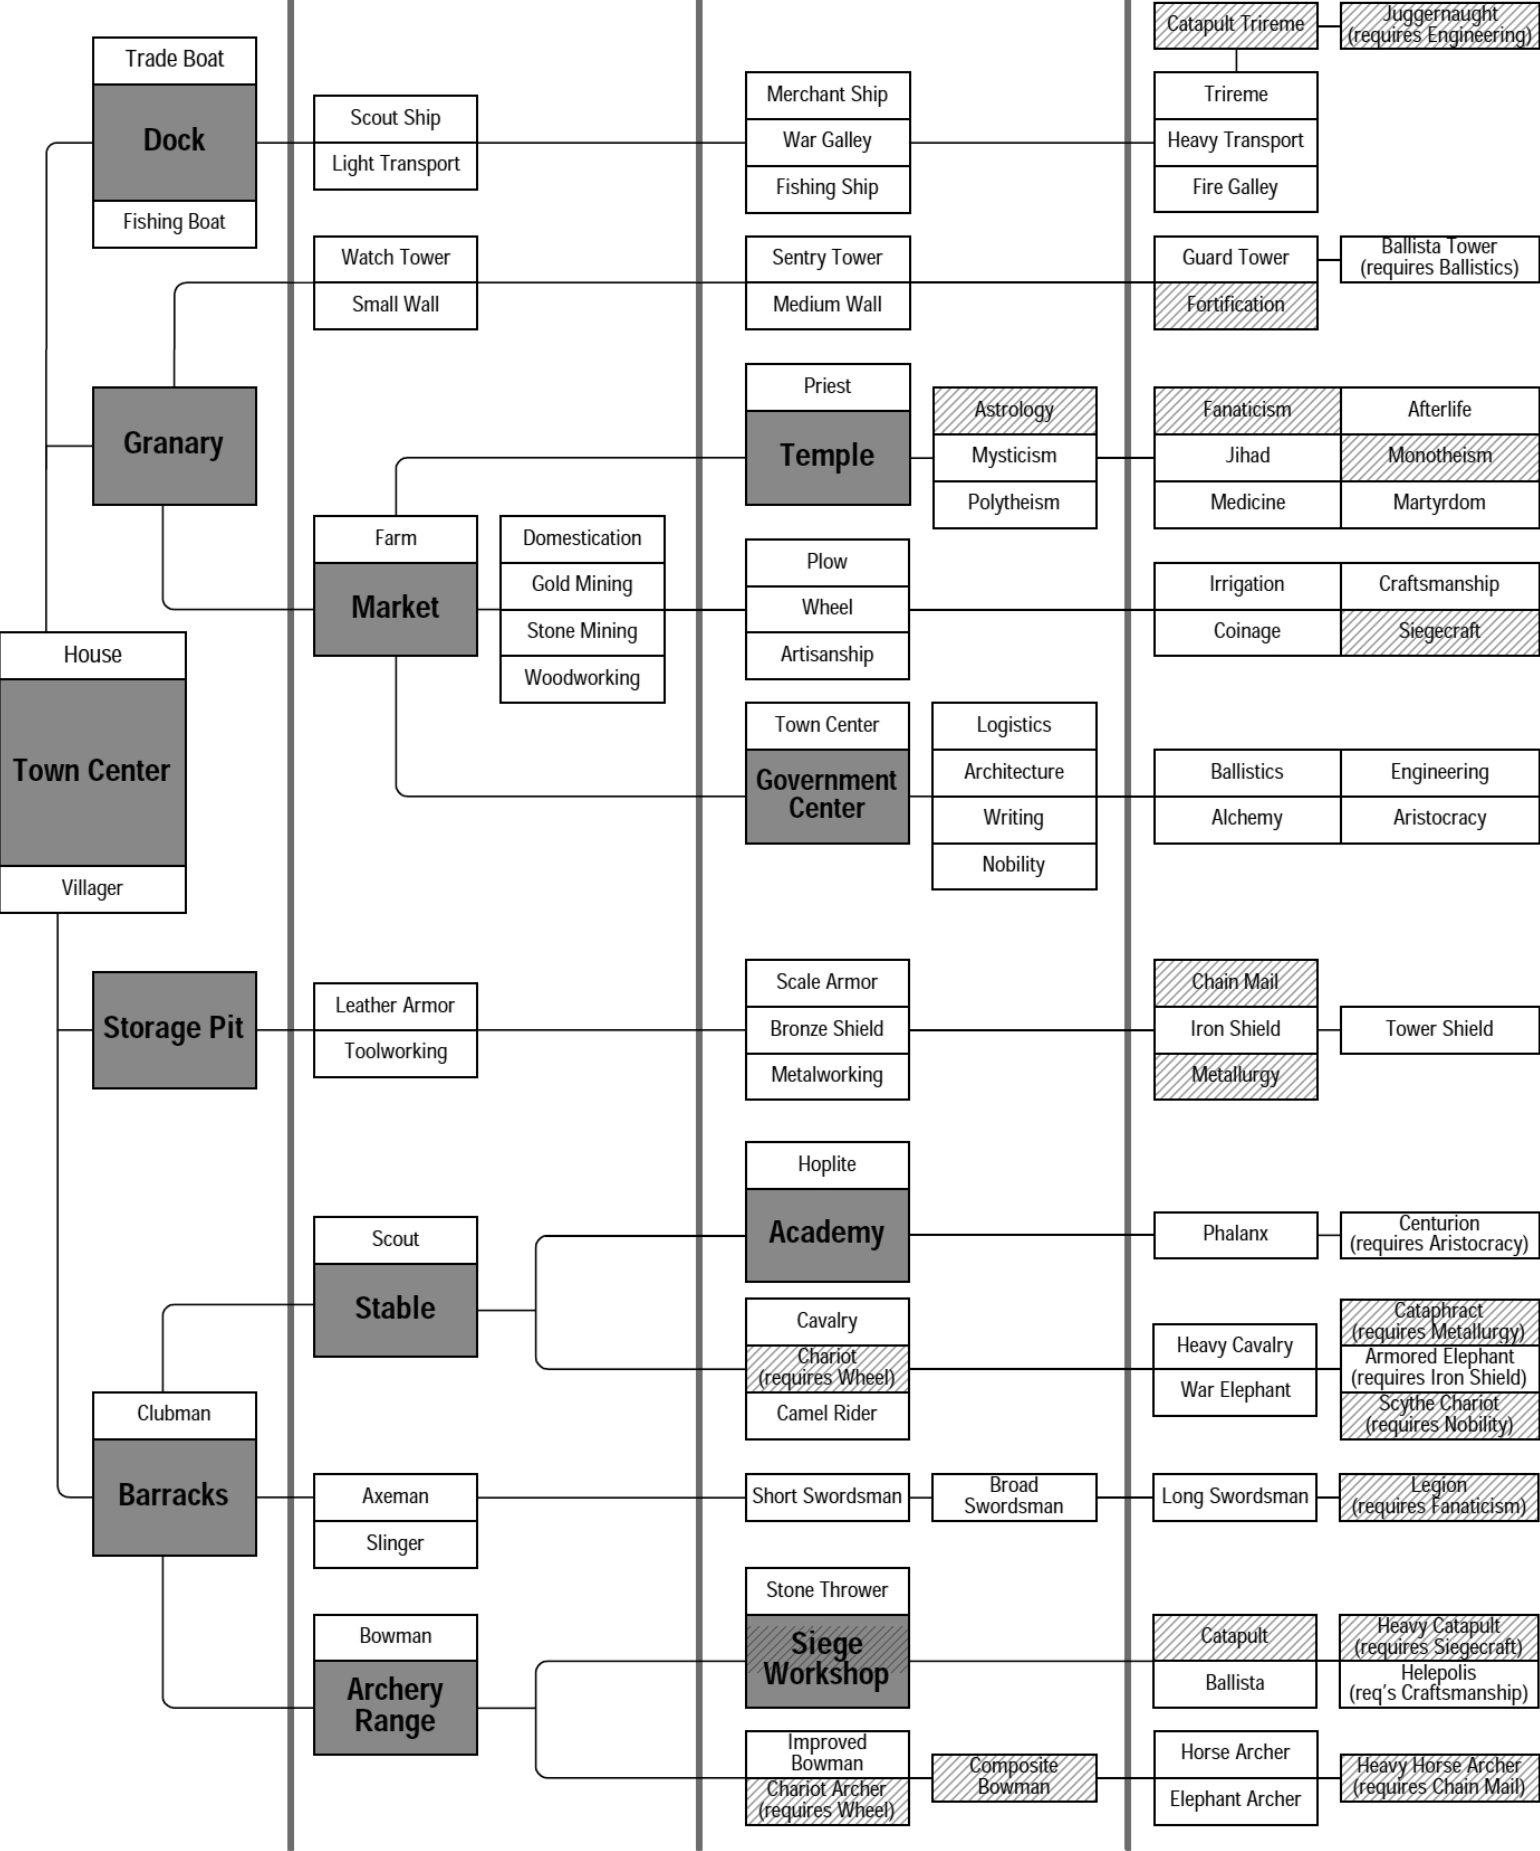 Catapult Trireme
Juggernaught
(requires Engineering)
Trade Boat
Dock
Fishing Boat
Scout Ship
Light Transport
Merchant Ship
War Galley
Fishing Ship
Trireme
Heavy Transport
Fire Galley
Watch Tower
Small Wall
Sentry Tower
Medium Wall
Guard Tower
Fortification
Ballista Tower
(requires Ballistics)
Granary
Priest
Temple
Astrology
Mysticism
Polytheism
Fanaticism
Afterlife
Jihad
Monotheism
Medicine
Martyrdom
Farm
Market
Domestication
Gold Mining
Stone Mining
Woodworking
Plow
Wheel
Artisanship
Irrigation
Craftsmanship
Coinage
Siegecraft
House
Town Center
Villager
Town Center
Government
Center
Logistics
Architecture
Writing
Nobility
Ballistics
Engineering
Alchemy
Aristocracy
Storage Pit
Leather Armor
Toolworking
Scale Armor
Bronze Shield
Metalworking
Chain Mail
Iron Shield
Metallurgy
Tower Shield
Hoplite
Academy
Phalanx
Centurion
(requires Aristocracy)
Scout
Stable
Cavalry
Chariot
(requires Wheel)
Camel Rider
Heavy Cavalry
War Elephant
Cataphract
(requires Metallurgy)
Armored Elephant
(requires Iron Shield)
Scythe Chariot
(requires Nobility)
Clubman
Barracks
Axeman
Slinger
Short Swordsman
Broad
Swordsman
Long Swordsman
Legion
(requires Fanaticism)
Bowman
Archery
Range
Stone Thrower
Siege
Workshop
Catapult
Ballista
Heavy Catapult
(requires Siegecraft)
Helepolis
(req's Craftsmanship)
Improved
Bowman
Chariot Archer
(requires Wheel)
Composite
Bowman
Horse Archer
Elephant Archer
Heavy Horse Archer
(requires Chain Mail)